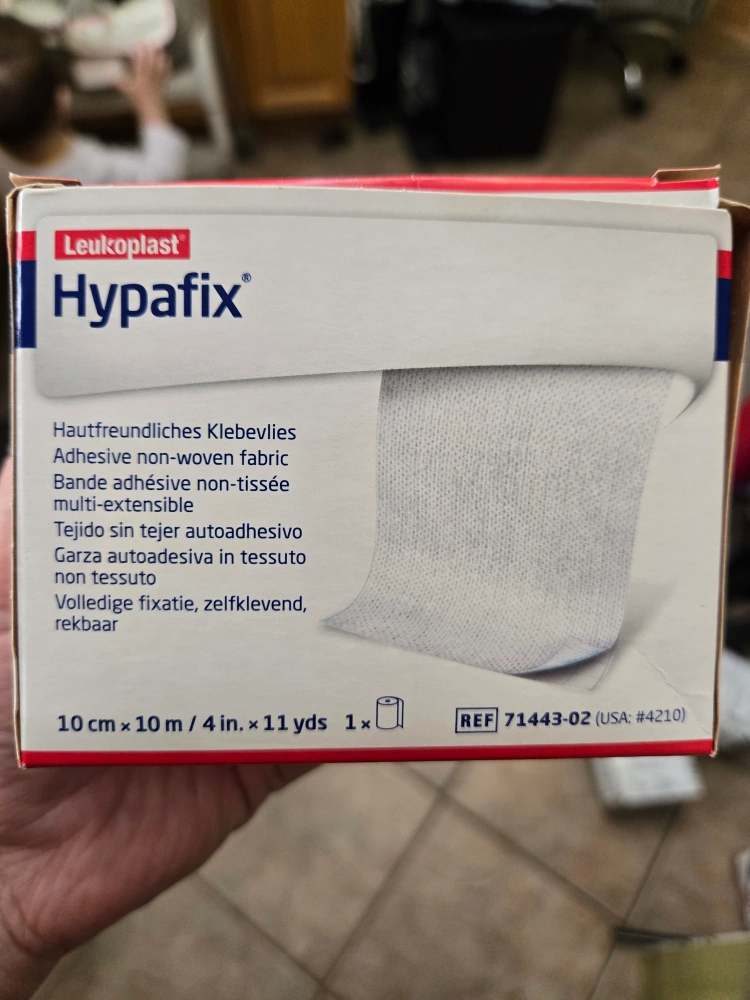 Leukoplast®
Hypafix®
Hautfreundliches Klebevlies
Adhesive non-woven fabric
Bande adhésive non-tissée
multi-extensible
Tejido sin tejer autoadhesivo
Garza autoadesiva in tessuto
non tessuto
Volledige fixatie, zelfklevend,
rekbaar
10 cm × 10 m / 4 in. × 11 yds 1 × REF 71443-02 (USA: #4210)